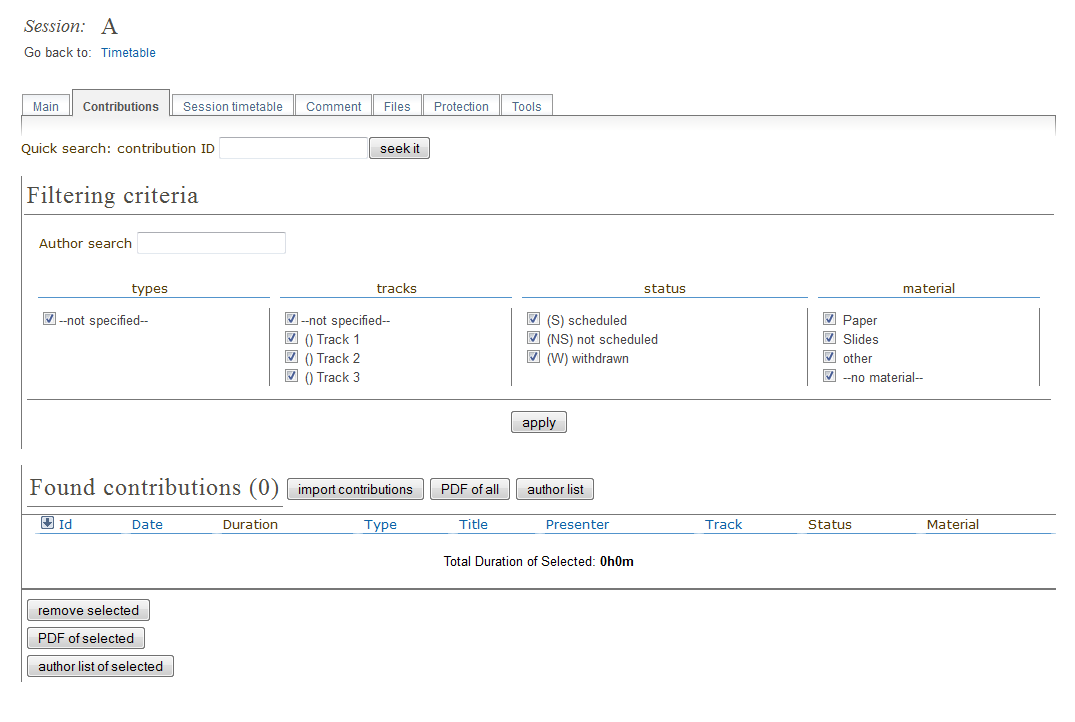 Session: A
Go back to: Timetable
Main Contributions Session timetable Comment Files Protection Tools
Quick search: contribution ID seek it
Filtering criteria
Author search
types tracks status material
--not specified-- --not specified-- (S) scheduled Paper
() Track 1 (NS) not scheduled Slides
() Track 2 (W) withdrawn other
() Track 3 --no material--
apply
Found contributions (0) import contributions PDF of all author list
Id Date Duration Type Title Presenter Track Status Material
Total Duration of Selected: 0h0m
remove selected
PDF of selected
author list of selected